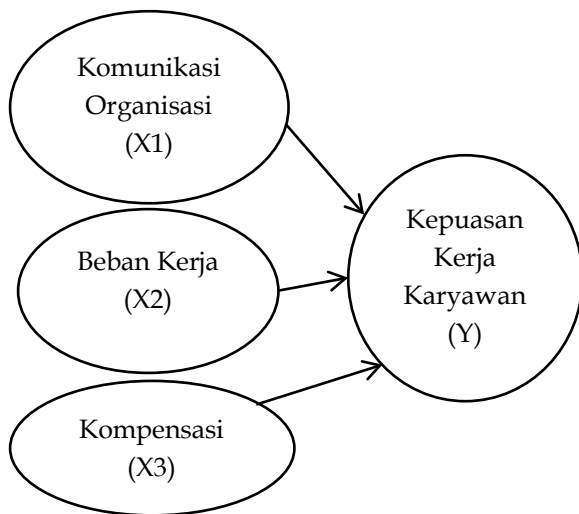 Komunikasi
Organisasi
(X1)
Beban Kerja
(X2)
Kompensasi
(X3)
Kepuasan
Kerja
Karyawan
(Y)